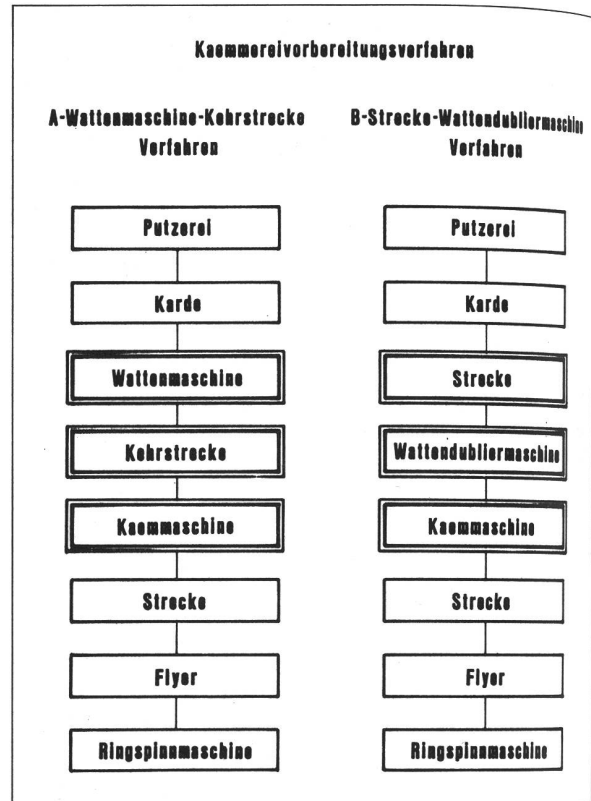 Kaemmereivorbereitungsverfahren
A-Wattenmaschine-Kehrstrecke
Verfahren
Putzerei
Karde
Wattenmaschine
Kehrstrecke
Kaemmaschine
Strecke
Flyer
Ringspinnmaschine
B-Strecke-Wattendubliermaschine
Verfahren
Putzerei
Karde
Strecke
Wattendubliermaschine
Kaemmaschine
Strecke
Flyer
Ringspinnmaschine